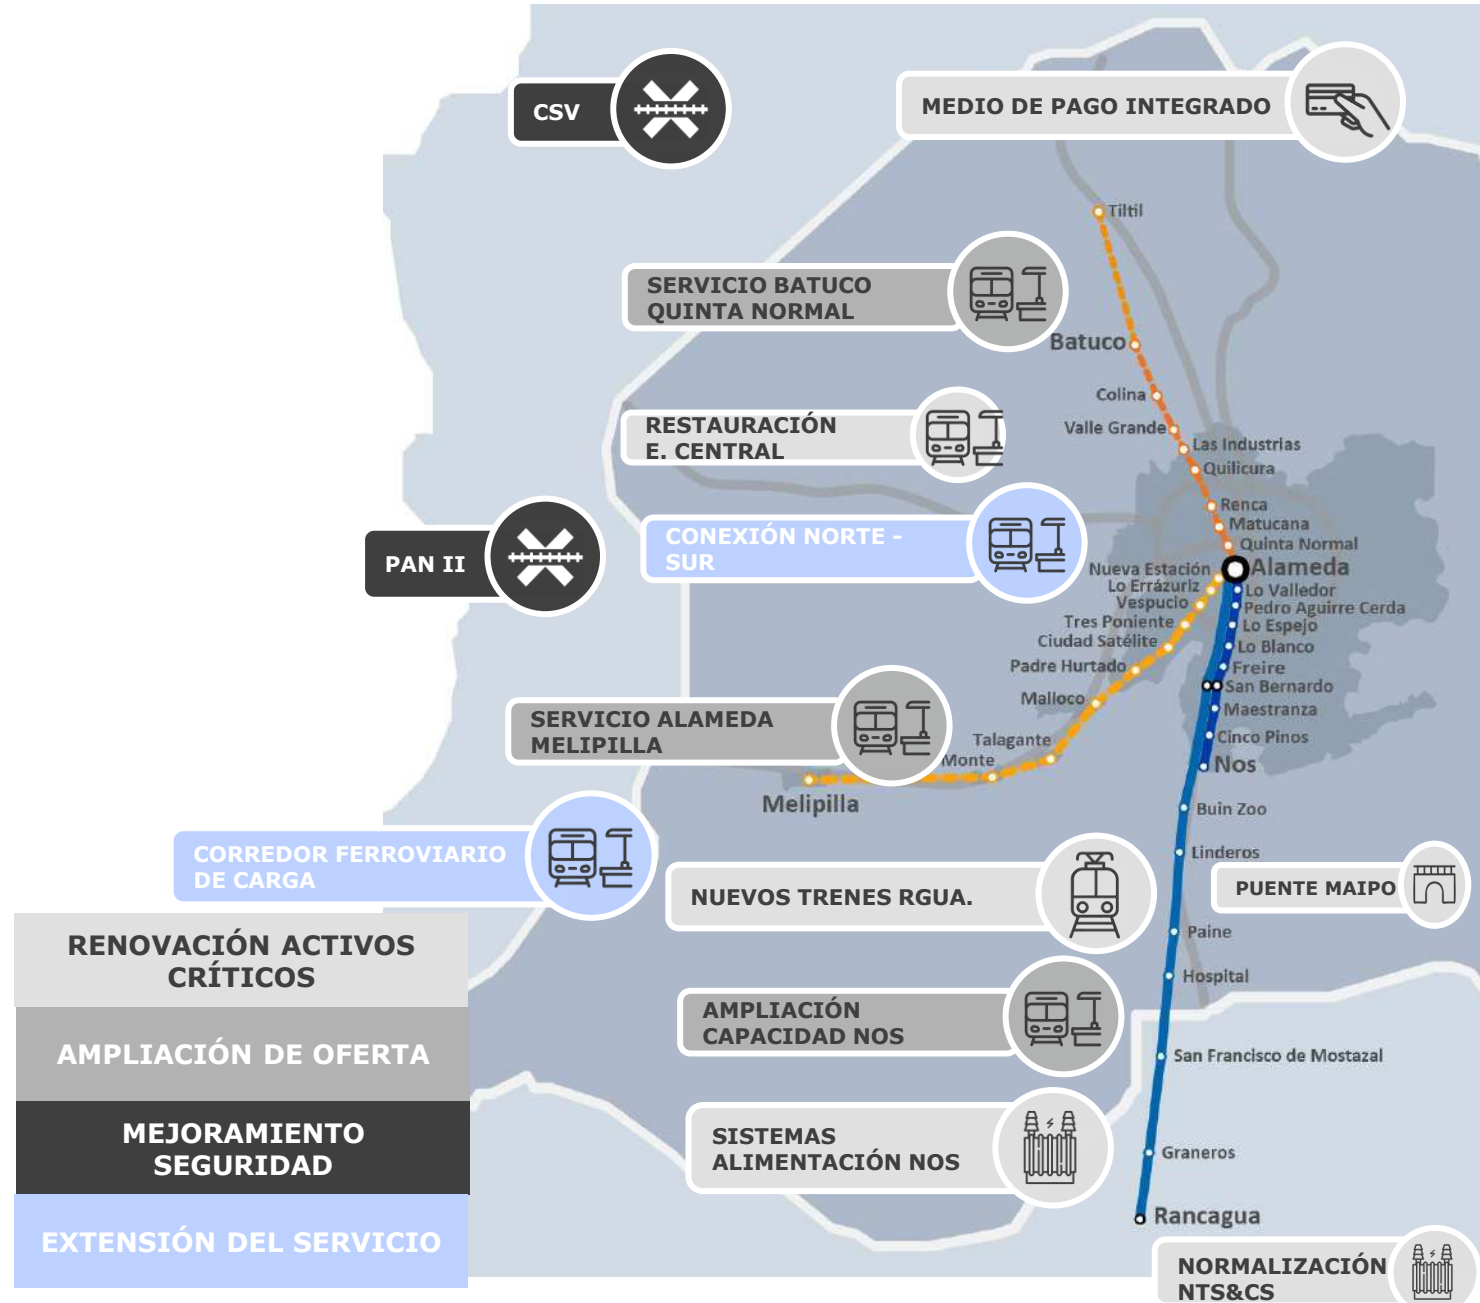 CSV
MEDIO DE PAGO INTEGRADO
Tiltil
SERVICIO BATUCO
QUINTA NORMAL
Batuco
Colina
Valle Grande
Las Industrias
Quilicura
RESTAURACIÓN
E. CENTRAL
Renca
Matucana
Quinta Normal
PAN II
CONEXIÓN NORTE -
SUR
Nueva Estación
Alameda
Lo Errázuriz
Lo Valledor
Vespucio
Pedro Aguirre Cerda
Tres Poniente
Lo Espejo
Ciudad Satélite
Lo Blanco
Padre Hurtado
Freire
San Bernardo
Malloco
Maestranza
SERVICIO ALAMEDA
MELIPILLA
Talagante
Cinco Pinos
Monte
Nos
Melipilla
Buin Zoo
CORREDOR FERROVIARIO
DE CARGA
Linderos
NUEVOS TRENES RGUA.
PUENTE MAIPO
Paine
RENOVACIÓN ACTIVOS
CRÍTICOS
Hospital
AMPLIACIÓN
CAPACIDAD NOS
AMPLIACIÓN DE OFERTA
San Francisco de Mostazal
MEJORAMIENTO
SEGURIDAD
SISTEMAS
ALIMENTACIÓN NOS
Graneros
EXTENSIÓN DEL SERVICIO
Rancagua
NORMALIZACIÓN
NTS&CS